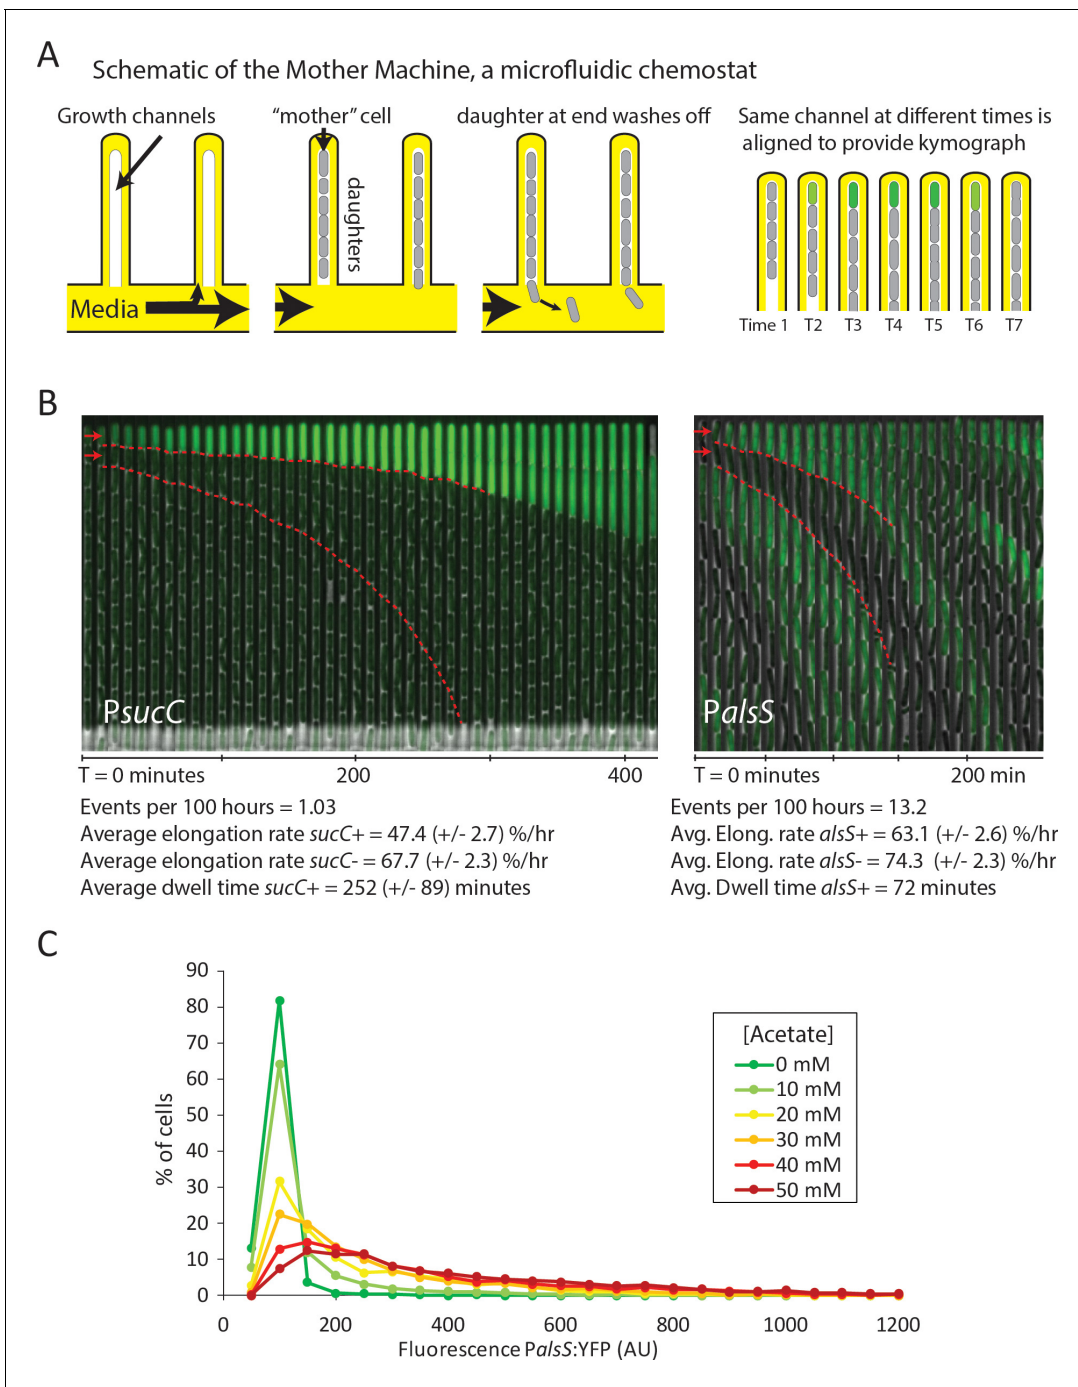 A
Schematic of the Mother Machine, a microfluidic chemostat
Growth channels
“mother” cell
daughter at end washes off
Same channel at different times is
aligned to provide kymograph
daughters
Media
Time 1 T2 T3 T4 T5 T6 T7
B
PsucC
PalsS
T = 0 minutes 200 400
T = 0 minutes 200 min
Events per 100 hours = 1.03
Average elongation rate sucC+ = 47.4 (+/- 2.7) %/hr
Average elongation rate sucC- = 67.7 (+/- 2.3) %/hr
Average dwell time sucC+ = 252 (+/- 89) minutes
Events per 100 hours = 13.2
Avg. Elong. rate alsS+ = 63.1 (+/- 2.6) %/hr
Avg. Elong. rate alsS- = 74.3 (+/- 2.3) %/hr
Avg. Dwell time alsS+ = 72 minutes
C
% of cells
90
80
70
60
50
40
30
20
10
0
0 200 400 600 800 1000 1200
Fluorescence PalsS:YFP (AU)
[Acetate]
0 mM
10 mM
20 mM
30 mM
40 mM
50 mM